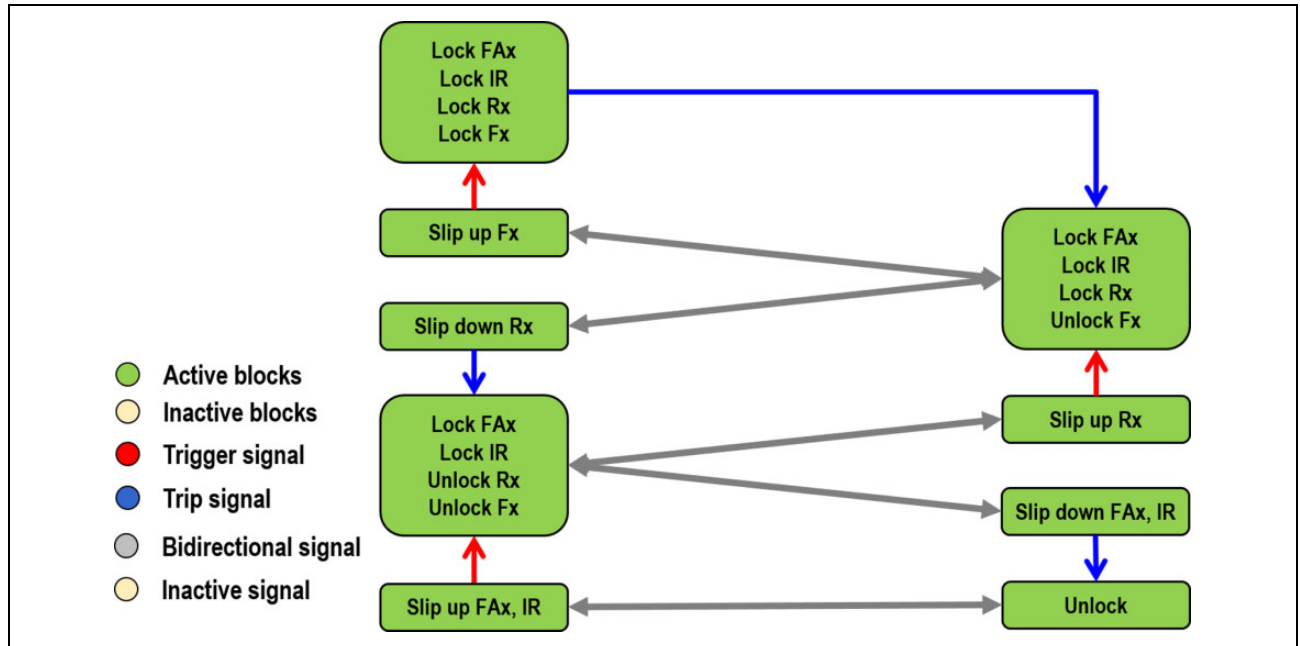 Lock FAx
Lock IR
Lock Rx
Lock Fx
Slip up Fx
Lock FAx
Lock IR
Lock Rx
Unlock Fx
Slip down Rx
Active blocks
Inactive blocks
Trigger signal
Trip signal
Bidirectional signal
Inactive signal
Lock FAx
Lock IR
Unlock Rx
Unlock Fx
Slip up Rx
Slip down FAx, IR
Slip up FAx, IR
Unlock